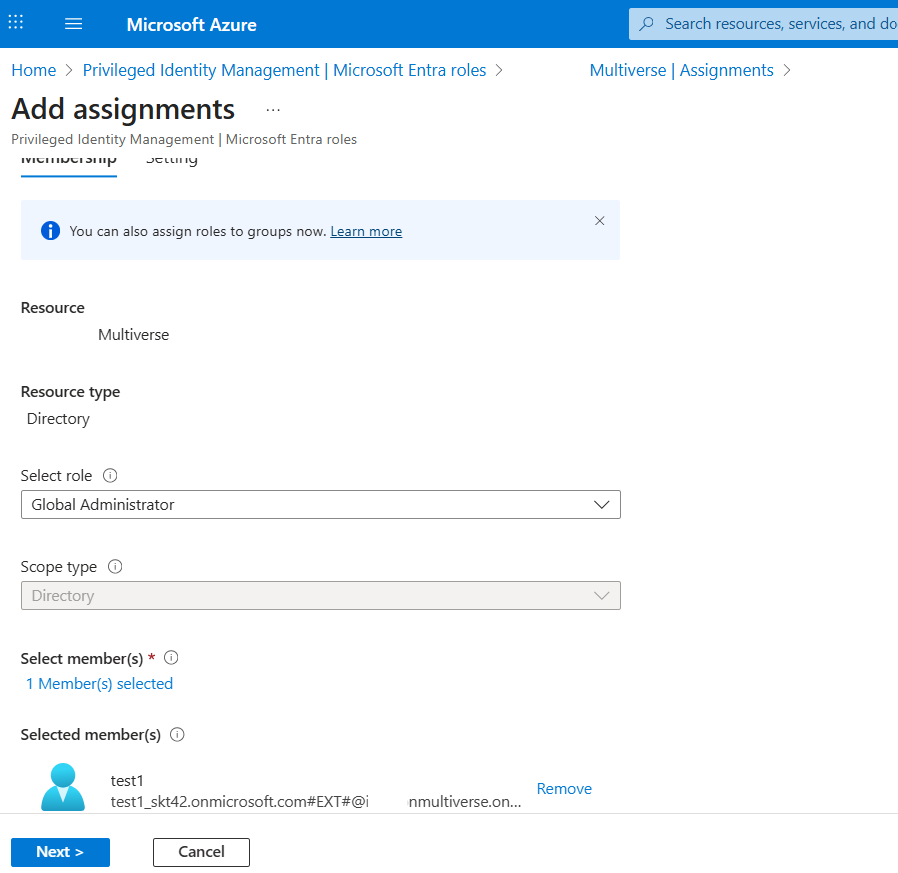 Microsoft Azure
Search resources, services, and do
Home > Privileged Identity Management | Microsoft Entra roles > Multiverse | Assignments >
Add assignments ...
Privileged Identity Management | Microsoft Entra roles
Membership Setting
You can also assign roles to groups now. Learn more
Resource
Multiverse
Resource type
Directory
Select role
Global Administrator
Scope type
Directory
Select member(s) *
1 Member(s) selected
Selected member(s)
test1
test1_skt42.onmicrosoft.com#EXT#@i nmultiverse.on...
Remove
Next >
Cancel